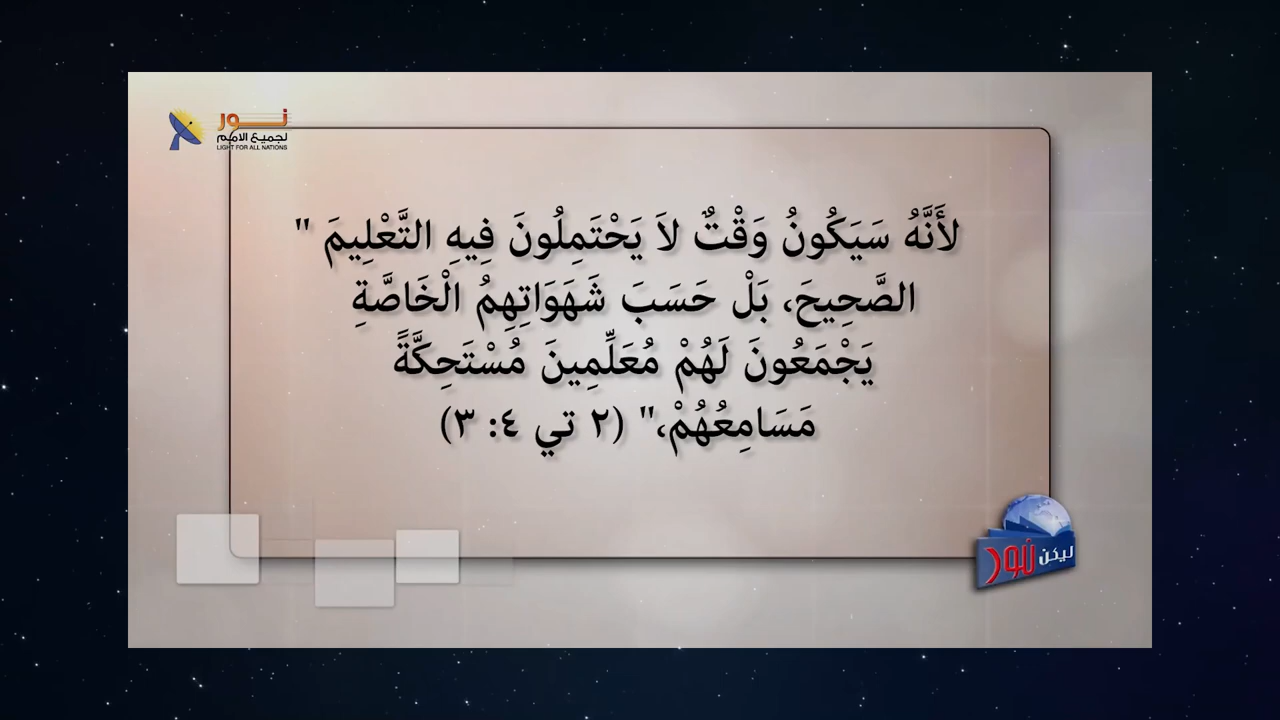 نور
لجميع الامم
LIGHT FOR ALL NATIONS
لأَنَّهُ سَيَكُونُ وَقْتٌ لاَ يَحْتَمِلُونَ فِيهِ التَّعْلِيمَ "
الصَّحِيحَ، بَلْ حَسَبَ شَهَوَاتِهِمُ الْخَاصَّةِ
يَجْمَعُونَ لَهُمْ مُعَلِّمِينَ مُسْتَحِكَّةً
مَسَامِعُهُمْ،" (٢ تي ٤: ٣)
ليكن نور